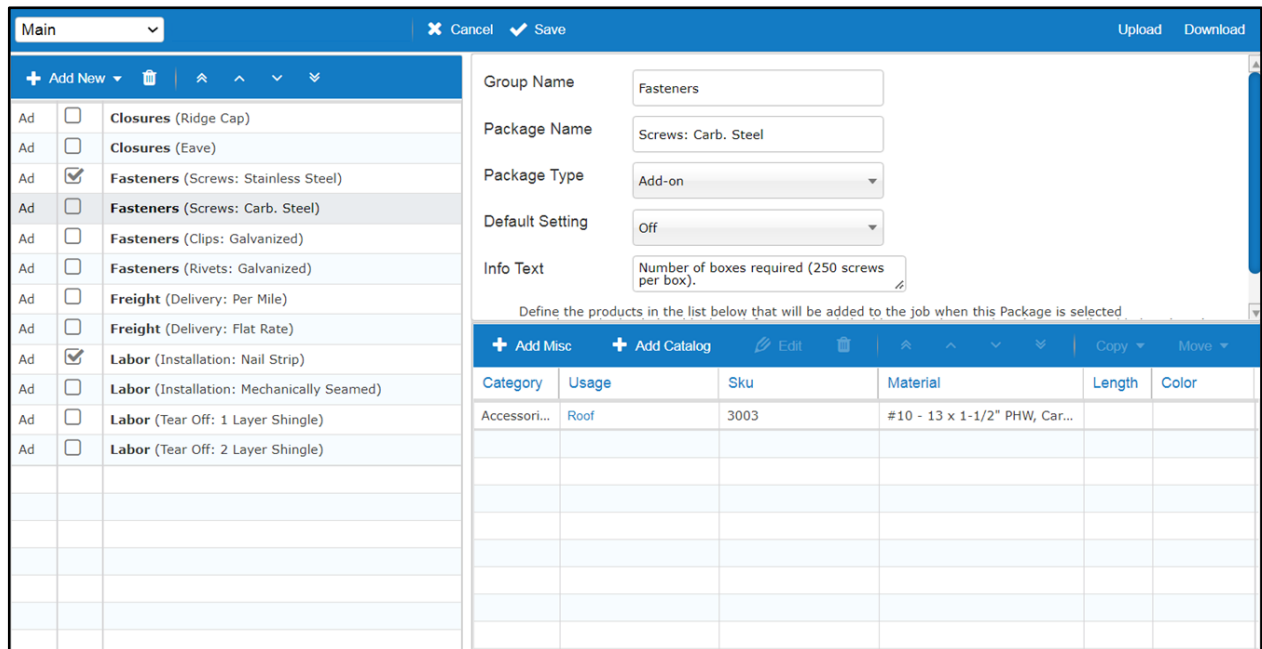 Main
Cancel Save
Upload Download
Add New
Ad Closures (Ridge Cap)
Ad Closures (Eave)
Ad Fasteners (Screws: Stainless Steel)
Ad Fasteners (Screws: Carb. Steel)
Ad Fasteners (Clips: Galvanized)
Ad Fasteners (Rivets: Galvanized)
Ad Freight (Delivery: Per Mile)
Ad Freight (Delivery: Flat Rate)
Ad Labor (Installation: Nail Strip)
Ad Labor (Installation: Mechanically Seamed)
Ad Labor (Tear Off: 1 Layer Shingle)
Ad Labor (Tear Off: 2 Layer Shingle)
Group Name Fasteners
Package Name Screws: Carb. Steel
Package Type Add-on
Default Setting Off
Info Text Number of boxes required (250 screws
per box).
Define the products in the list below that will be added to the job when this Package is selected
Add Misc Add Catalog Edit Copy Move
Category Usage Sku Material Length Color
Accessori... Roof 3003 #10 - 13 x 1-1/2" PHW, Car...